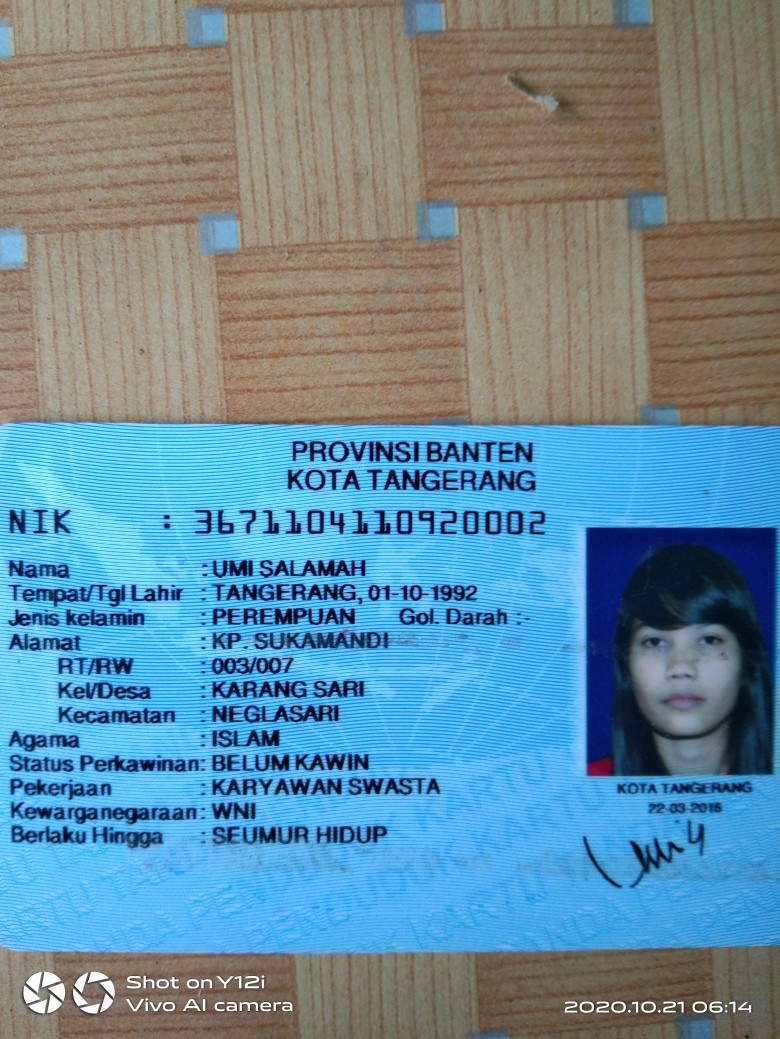 PROVINSI BANTEN
KOTA TANGERANG
NIK : 3671104110920002
Nama : UMI SALAMAH
Tempat/Tgl Lahir : TANGERANG, 01-10-1992
Jenis kelamin : PEREMPUAN Gol. Darah :-
Alamat : KP. SUKAMANDI
RT/RW : 003/007
Kel/Desa : KARANG SARI
Kecamatan : NEGLASARI
Agama : ISLAM
Status Perkawinan: BELUM KAWIN
Pekerjaan : KARYAWAN SWASTA
Kewarganegaraan: WNI
Berlaku Hingga : SEUMUR HIDUP
KOTA TANGERANG
22-03-2016
Shot on Y12i
Vivo AI camera
2020.10.21 06:14